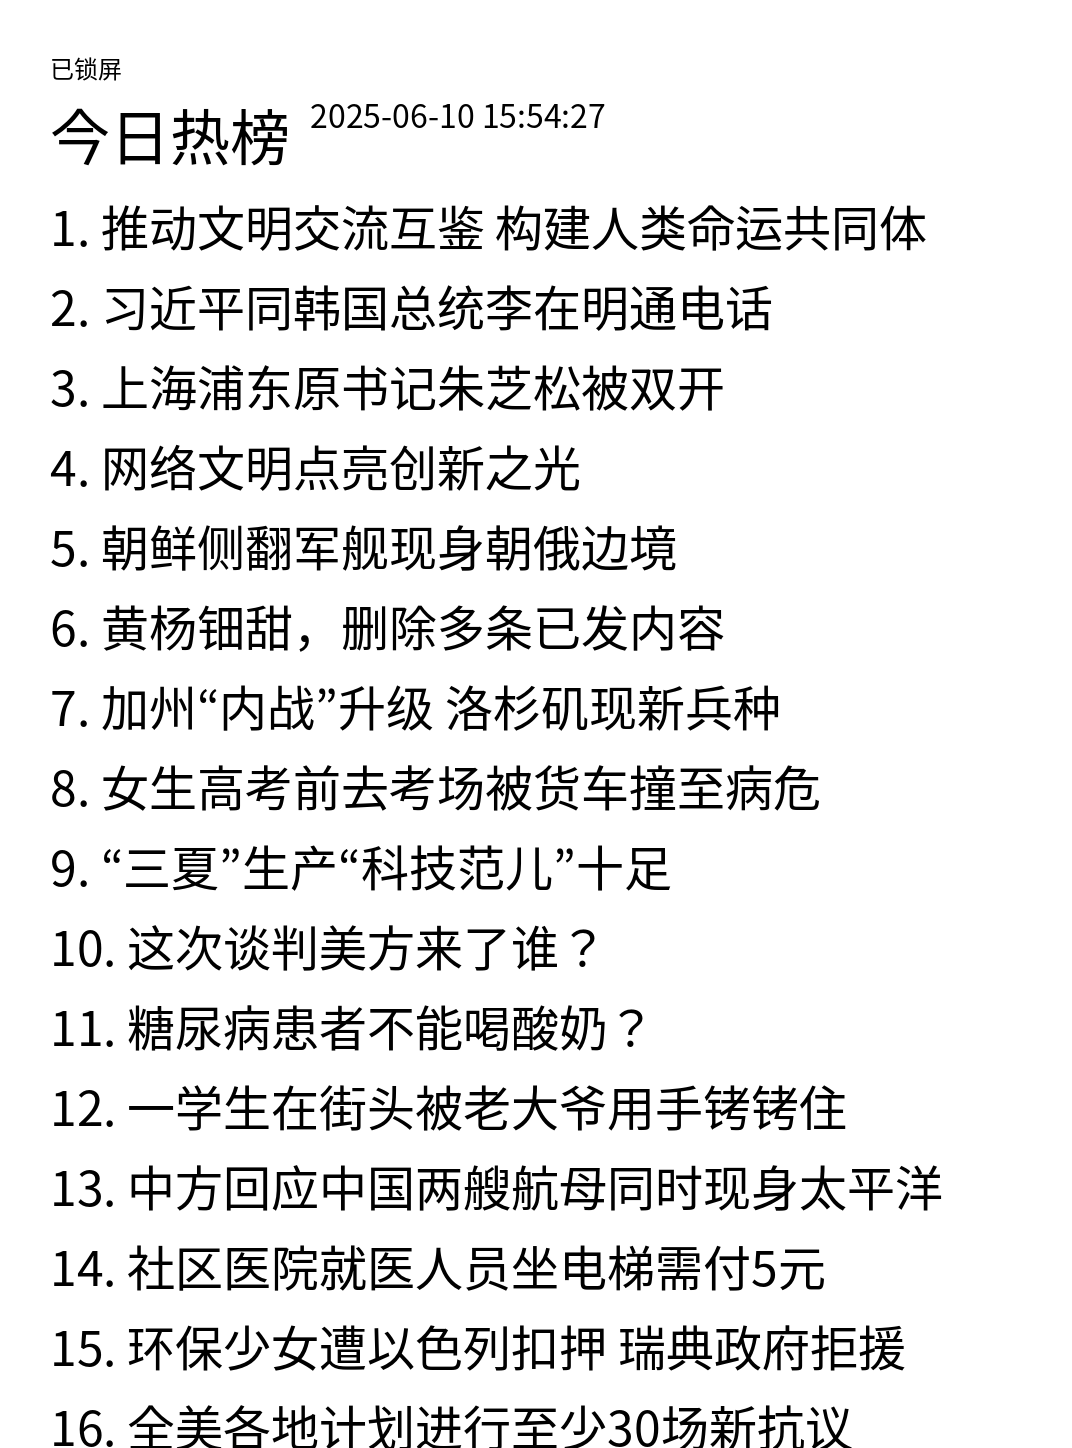 已锁屏
今日热榜 2025-06-10 15:54:27
1. 推动文明交流互鉴 构建人类命运共同体
2. 习近平同韩国总统李在明通电话
3. 上海浦东原书记朱芝松被双开
4. 网络文明点亮创新之光
5. 朝鲜侧翻军舰现身朝俄边境
6. 黄杨钿甜，删除多条已发内容
7. 加州“内战”升级 洛杉矶现新兵种
8. 女生高考前去考场被货车撞至病危
9. “三夏”生产“科技范儿”十足
10. 这次谈判美方来了谁？
11. 糖尿病患者不能喝酸奶？
12. 一学生在街头被老大爷用手铐铐住
13. 中方回应中国两艘航母同时现身太平洋
14. 社区医院就医人员坐电梯需付5元
15. 环保少女遭以色列扣押 瑞典政府拒援
16. 全美各地计划进行至少30场新抗议